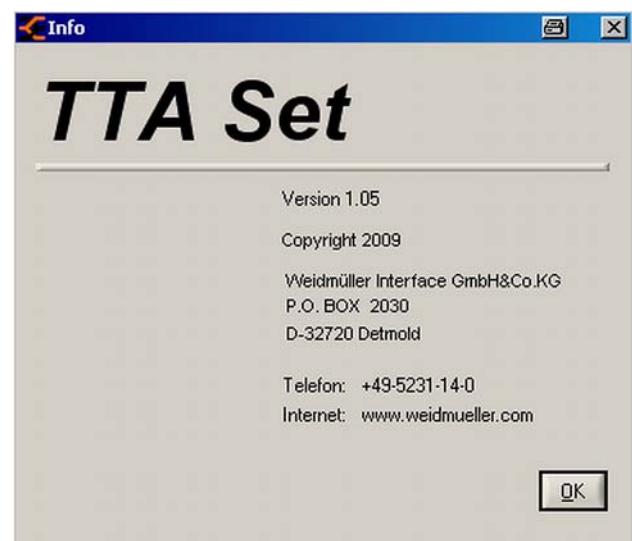 Info
TTA Set
Version 1.05
Copyright 2009
Weidmüller Interface GmbH&Co.KG
P.O. BOX 2030
D-32720 Detmold
Telefon: +49-5231-14-0
Internet: www.weidmueller.com
OK